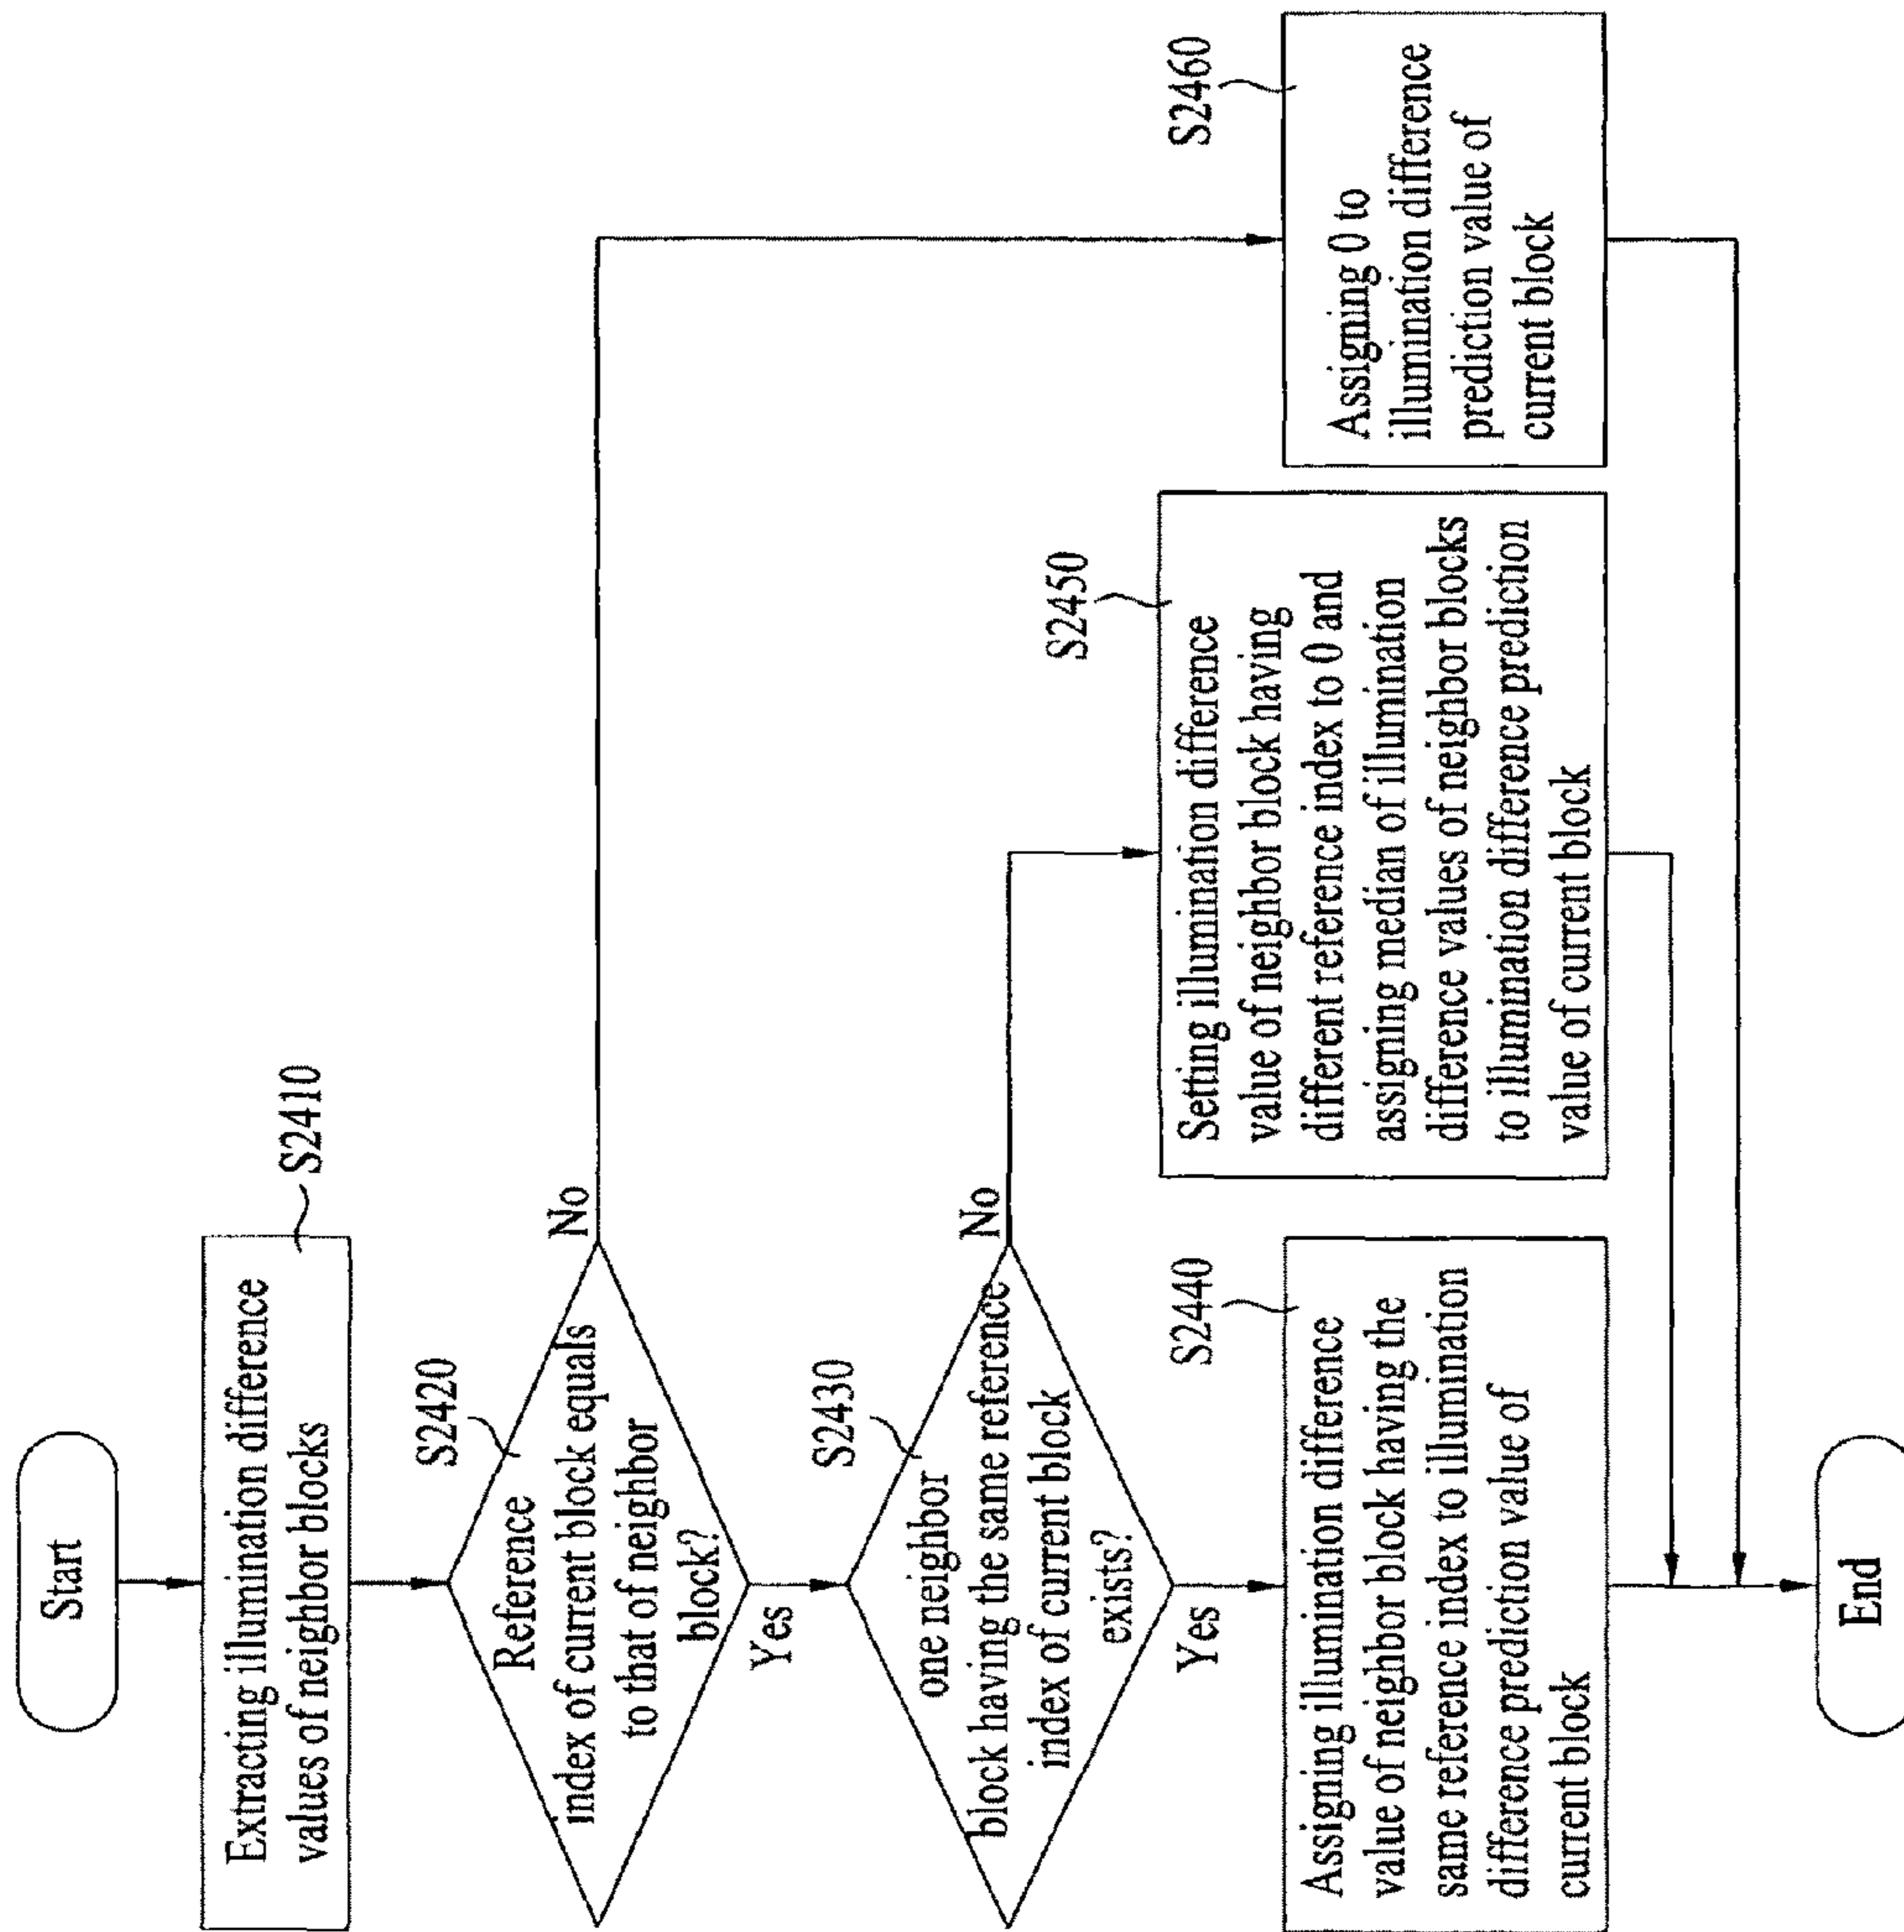 Start
Extracting illumination difference
values of neighbor blocks
S2410
S2420
Reference
index of current block equals
to that of neighbor
block?
No
Yes
S2430
one neighbor
block having the same reference
index of current block
exists?
No
Yes
S2440
Assigning illumination difference
value of neighbor block having the
same reference index to illumination
difference prediction value of
current block
S2450
Setting illumination difference
value of neighbor block having
different reference index to 0 and
assigning median of illumination
difference values of neighbor blocks
to illumination difference prediction
value of current block
S2460
Assigning 0 to
illumination difference
prediction value of
current block
End